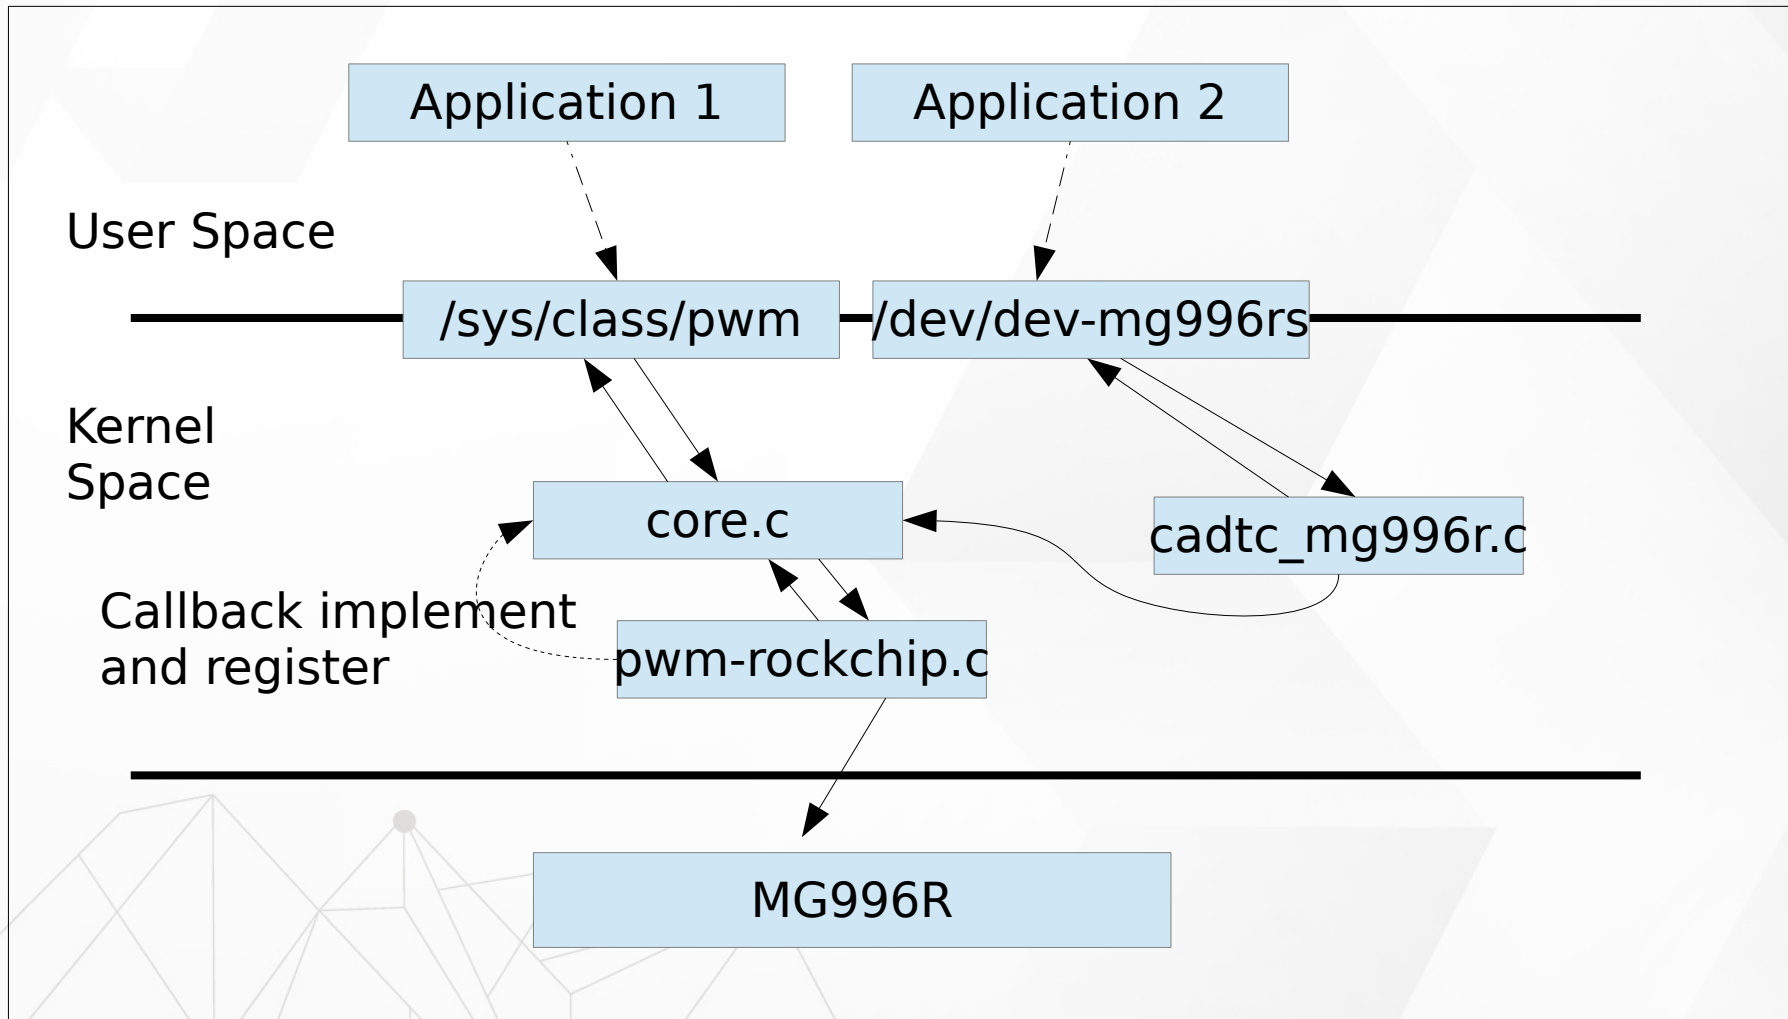 Application 1
Application 2
User Space
/sys/class/pwm
/dev/dev-mg996rs
Kernel
Space
core.c
cadtc_mg996r.c
Callback implement
and register
pwm-rockchip.c
MG996R